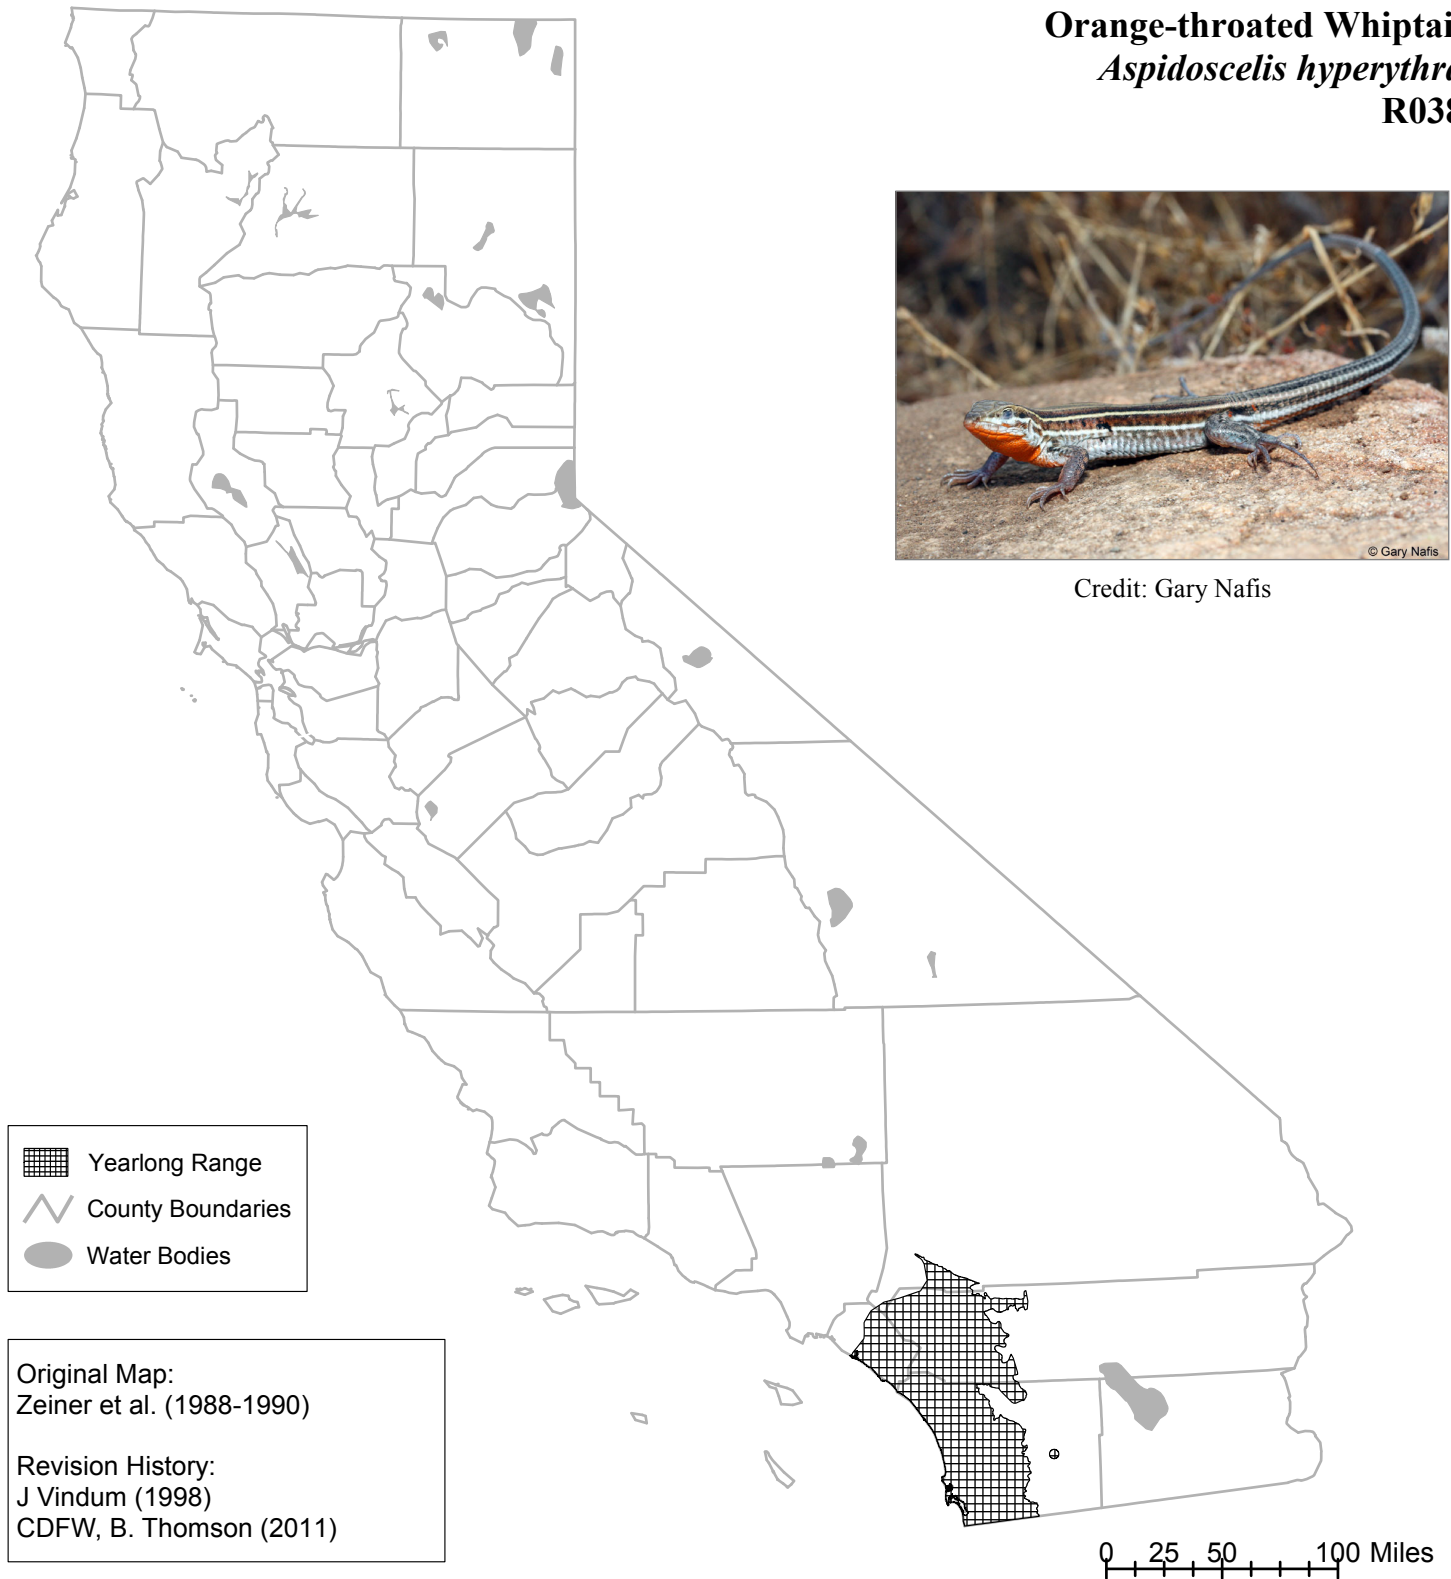 Orange-throated Whiptai
Aspidoscelis hyperythr
R038
© Gary Nafis
Credit: Gary Nafis
Yearlong Range
County Boundaries
Water Bodies
Original Map:
Zeiner et al. (1988-1990)
Revision History:
J Vindum (1998)
CDFW, B. Thomson (2011)
0 25 50 100 Miles